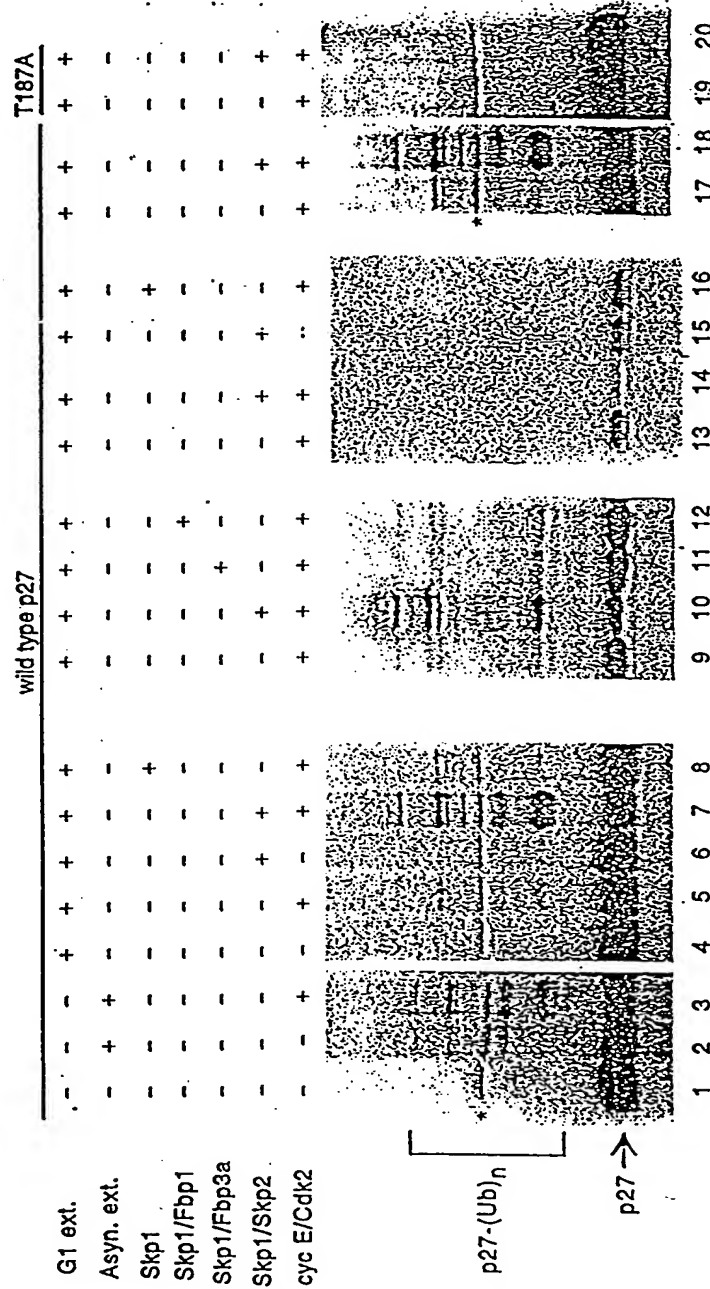 wild type p27 T187A
G1 ext. - - - + + + + + + + + + + + + + + + + +
Asyn. ext. - + + - - - - - - - - - - - - - - - - -
Skp1 - - - - - - - + - - - - - - - + - - - -
Skp1/Fbp1 - - - - - - - - - - - + - - - - - - - -
Skp1/Fbp3a - - - - - - - - - - + - - - - - - - - -
Skp1/Skp2 - - - - - + + - - + - - - + + - - + - +
cyc E/Cdk2 - - + - + - + + + + + + + + - + + + + +
p27-(Ub)n
*
*
p27 →
1 2 3 4 5 6 7 8 9 10 11 12 13 14 15 16 17 18 19 20